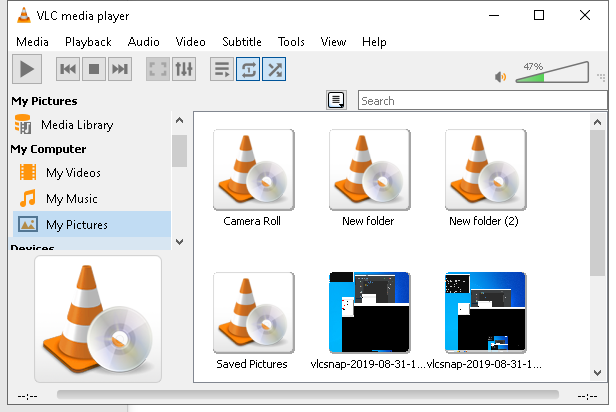 VLC media player
Media Playback Audio Video Subtitle Tools View Help
47%
My Pictures
Search
Media Library
My Computer
My Videos
My Music
My Pictures
Devices
Camera Roll New folder New folder (2)
Saved Pictures vlcsnap-2019-08-31-1... vlcsnap-2019-08-31-1...
--:-- --:--